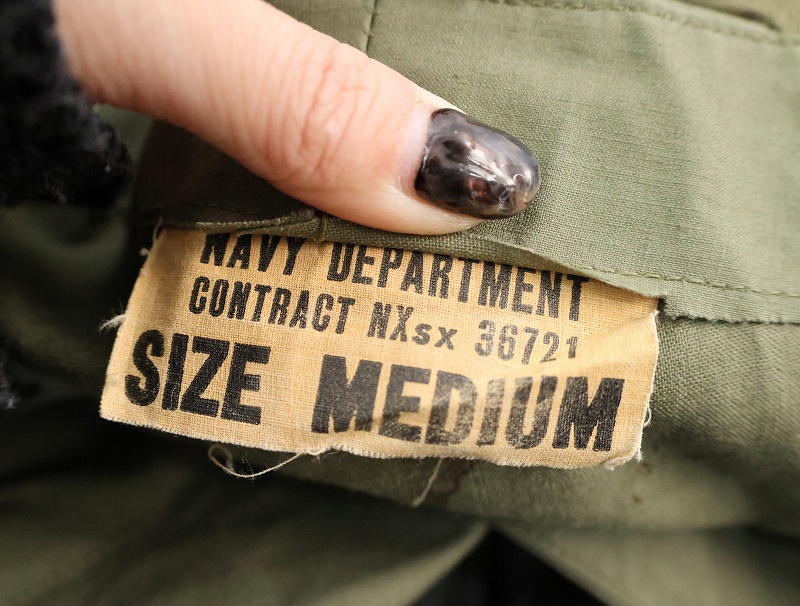 NAVY DEPARTMENT
CONTRACT NXsx 36721
SIZE MEDIUM